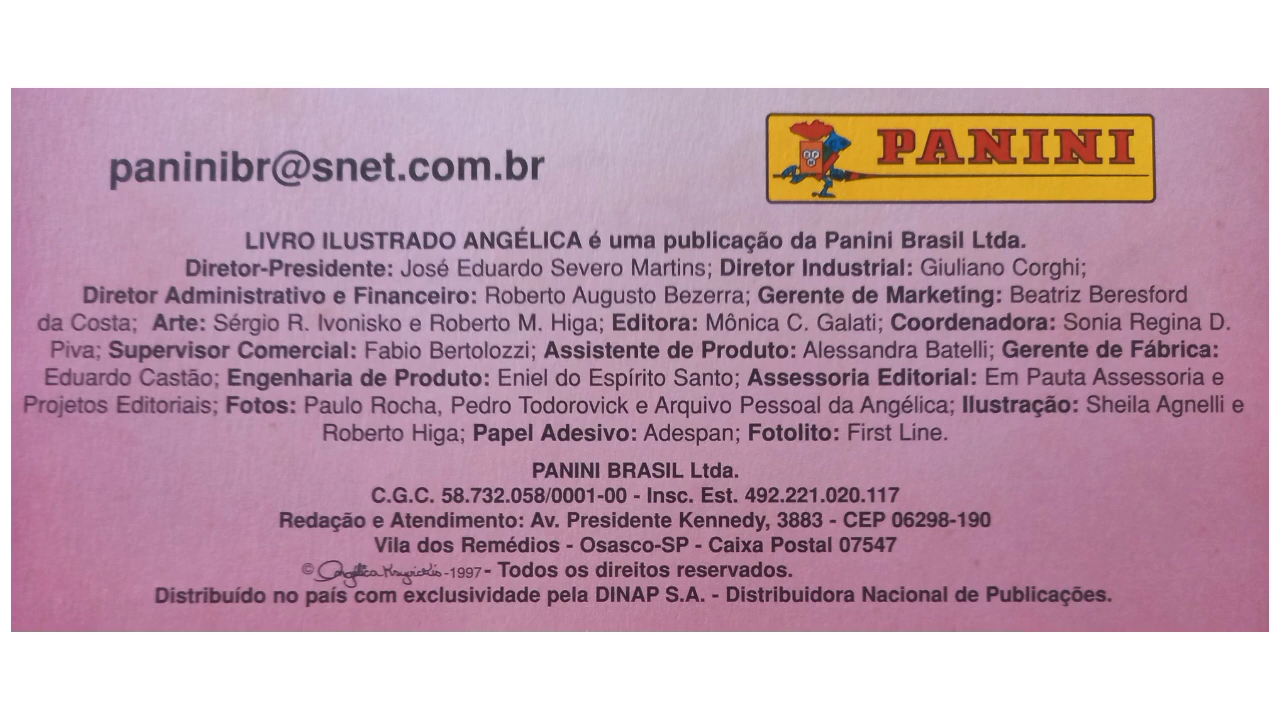 paninibr@snet.com.br
PANINI
LIVRO ILUSTRADO ANGÉLICA é uma publicação da Panini Brasil Ltda.
Diretor-Presidente: José Eduardo Severo Martins; Diretor Industrial: Giuliano Corghi;
Diretor Administrativo e Financeiro: Roberto Augusto Bezerra; Gerente de Marketing: Beatriz Beresford
da Costa; Arte: Sérgio R. Ivonisko e Roberto M. Higa; Editora: Mônica C. Galati; Coordenadora: Sonia Regina D.
Piva; Supervisor Comercial: Fabio Bertolozzi; Assistente de Produto: Alessandra Batelli; Gerente de Fábrica:
Eduardo Castão; Engenharia de Produto: Eniel do Espírito Santo; Assessoria Editorial: Em Pauta Assessoria e
Projetos Editoriais; Fotos: Paulo Rocha, Pedro Todorovick e Arquivo Pessoal da Angélica; Ilustração: Sheila Agnelli e
Roberto Higa; Papel Adesivo: Adespan; Fotolito: First Line.
PANINI BRASIL Ltda.
C.G.C. 58.732.058/0001-00 - Insc. Est. 492.221.020.117
Redação e Atendimento: Av. Presidente Kennedy, 3883 - CEP 06298-190
Vila dos Remédios - Osasco-SP - Caixa Postal 07547
© Angélica -1997- Todos os direitos reservados.
Distribuído no país com exclusividade pela DINAP S.A. - Distribuidora Nacional de Publicações.